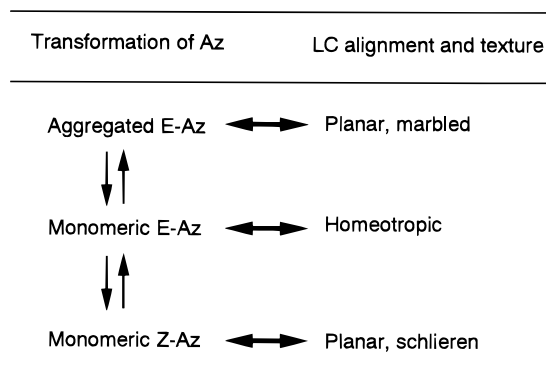 Transformation of Az LC alignment and texture
Aggregated E-Az Planar, marbled
Monomeric E-Az Homeotropic
Monomeric Z-Az Planar, schlieren